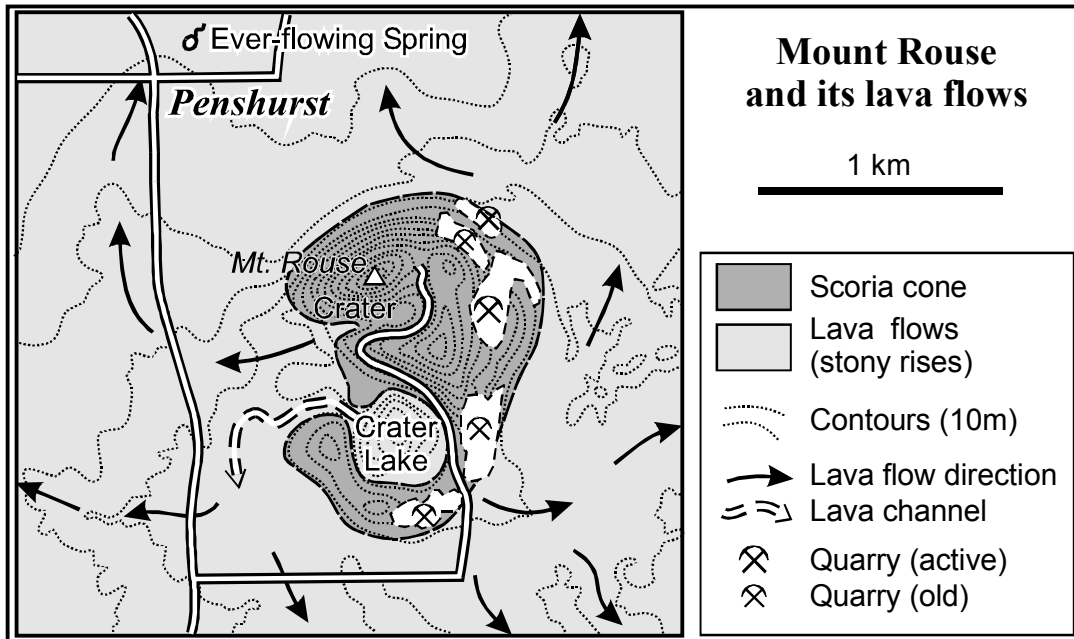 Ever-flowing Spring
Penshurst
Mt. Rouse
Crater
Crater
Lake
Mount Rouse
and its lava flows
1 km
Scoria cone
Lava flows
(stony rises)
Contours (10m)
Lava flow direction
Lava channel
Quarry (active)
Quarry (old)